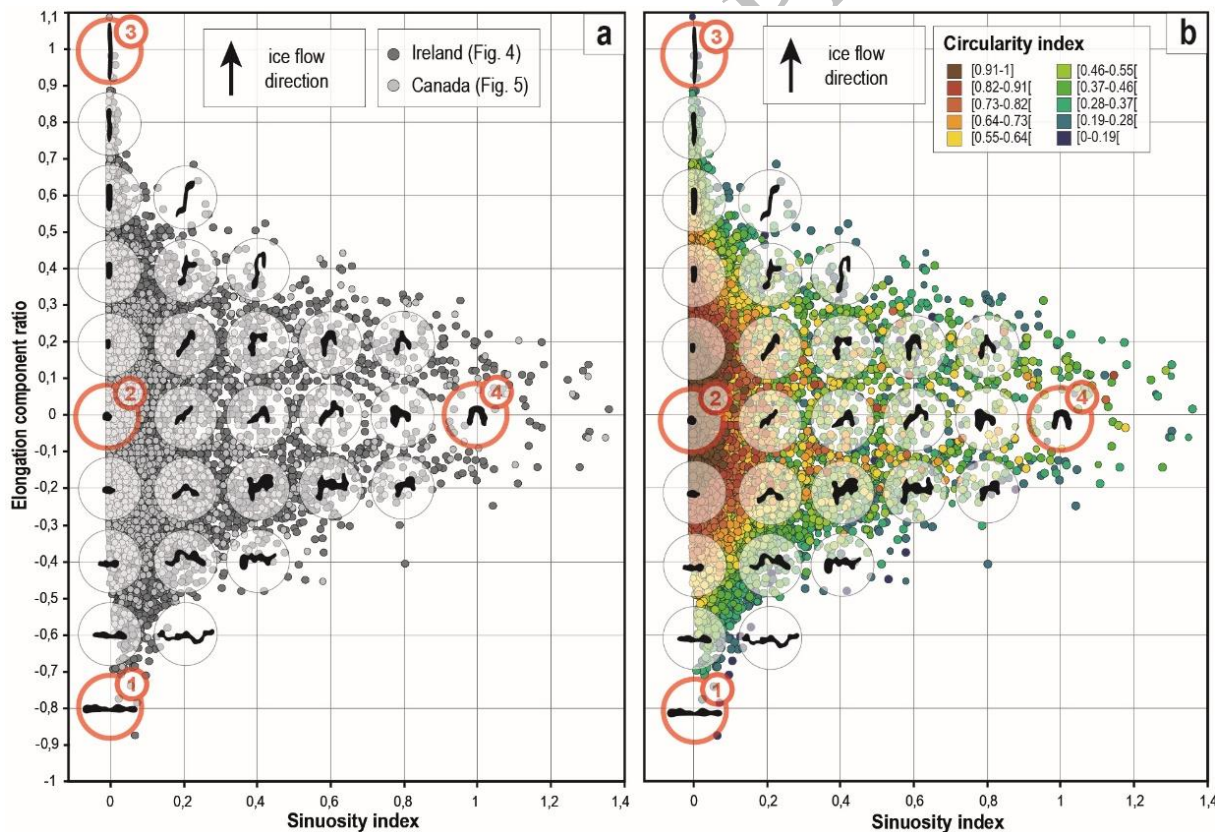 1,1
1
0,9
0,8
0,7
0,6
0,5
0,4
0,3
0,2
0,1
0
-0,1
-0,2
-0,3
-0,4
-0,5
-0,6
-0,7
-0,8
-0,9
-1
Elongation component ratio
0 0,2 0,4 0,6 0,8 1 1,2 1,4
Sinuosity index
a
ice flow
direction
Ireland (Fig. 4)
Canada (Fig. 5)
3
2
4
1
b
ice flow
direction
Circularity index
[0.91-1] [0.46-0.55[
[0.82-0.91[ [0.37-0.46[
[0.73-0.82[ [0.28-0.37[
[0.64-0.73[ [0.19-0.28[
[0.55-0.64[ [0-0.19[
3
2
4
1
0 0,2 0,4 0,6 0,8 1 1,2 1,4
Sinuosity index